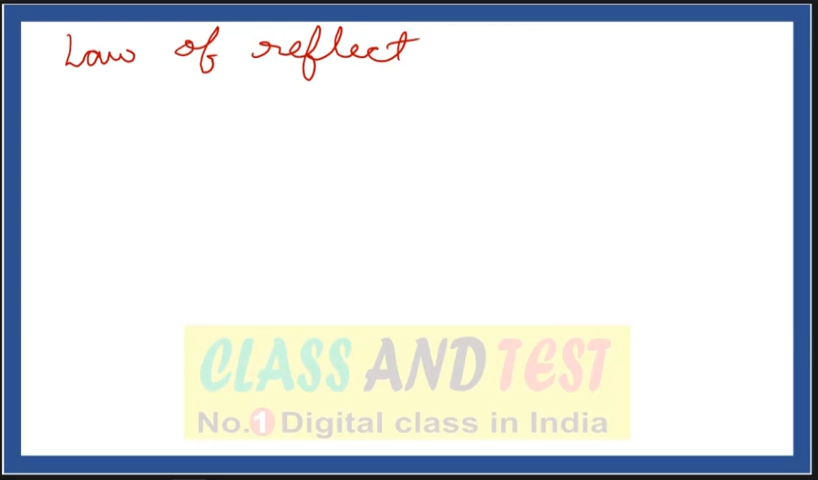 Law of reflect
CLASS AND TEST
No.1 Digital class in India